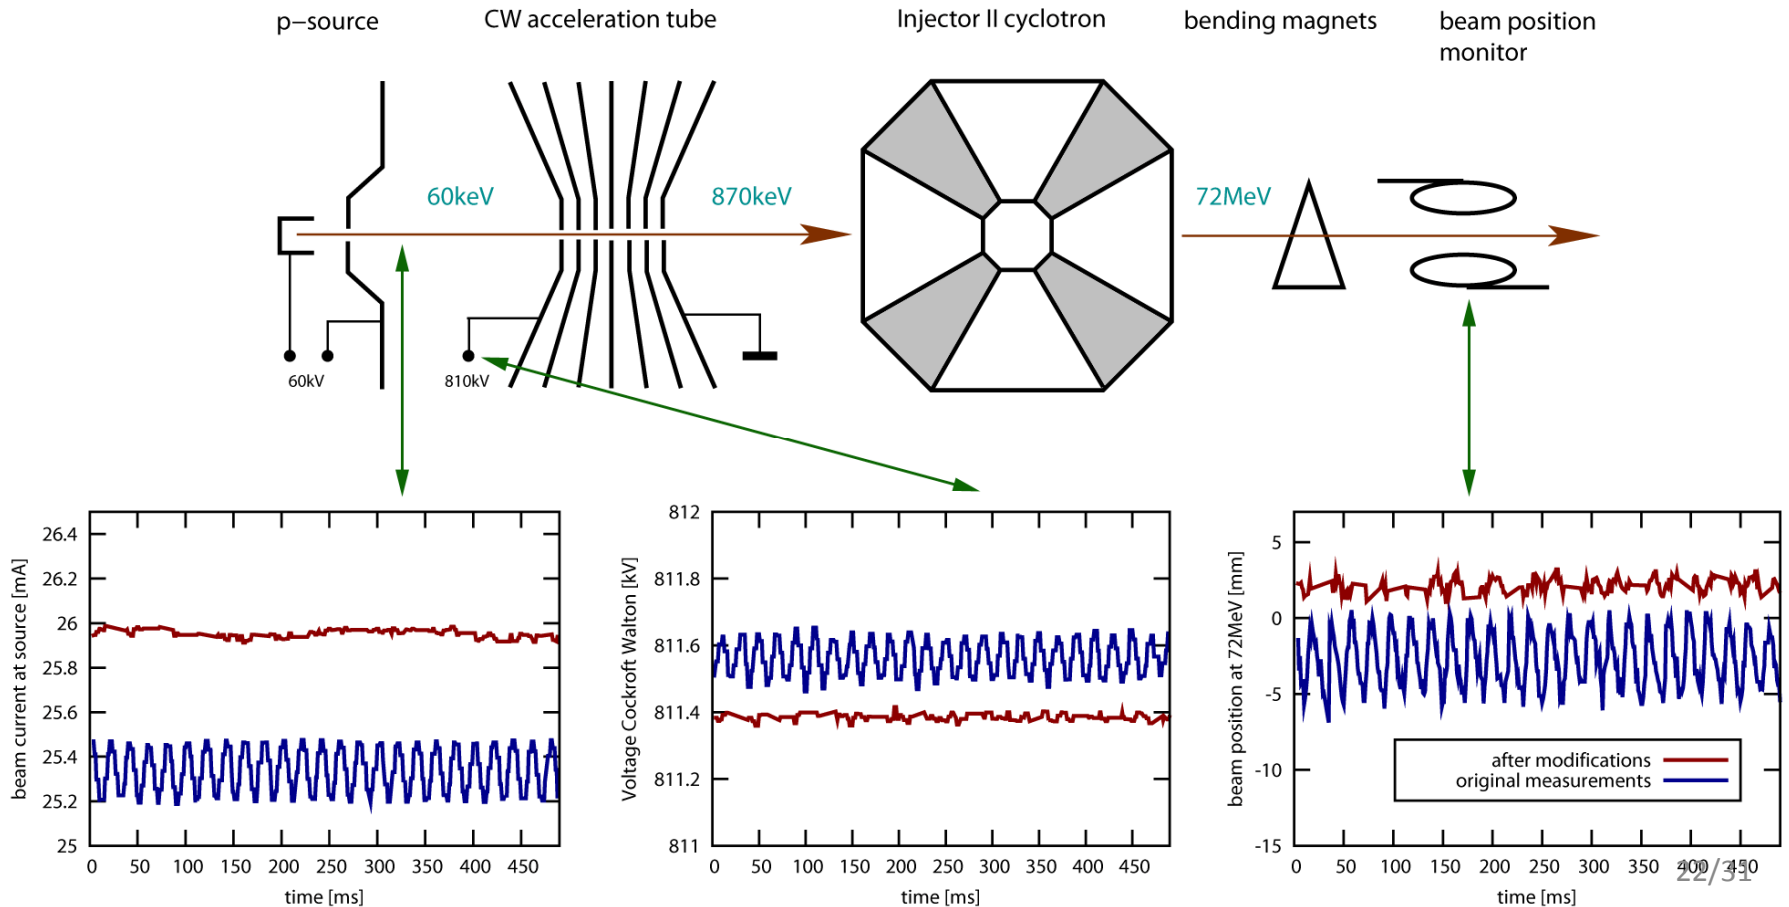 p−source
CW acceleration tube
Injector II cyclotron
bending magnets
beam position
monitor
60keV
870keV
72MeV
60kV
810kV
26.4
26.2
26
25.8
25.6
25.4
25.2
25
beam current at source [mA]
0 50 100 150 200 250 300 350 400 450
time [ms]
812
811.8
811.6
811.4
811.2
811
Voltage Cockroft Walton [kV]
0 50 100 150 200 250 300 350 400 450
time [ms]
5
0
-5
-10
-15
beam position at 72MeV [mm]
after modifications
original measurements
0 50 100 150 200 250 300 350 400 450
22/31
time [ms]